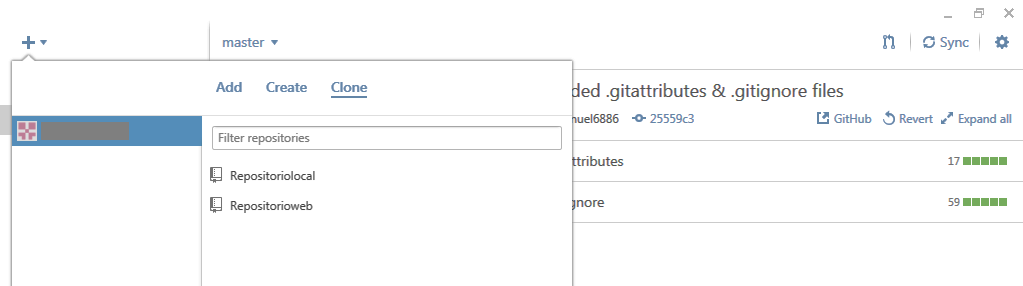 master
Sync
Add Create Clone
ded .gitattributes & .gitignore files
huel6886 25559c3 GitHub Revert Expand all
Filter repositories
ttributes 17
Repositoriolocal
gnore 59
Repositorioweb